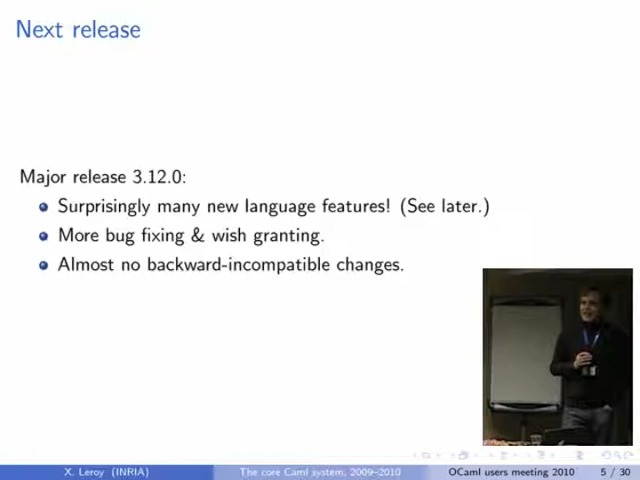 Next release
Major release 3.12.0:
Surprisingly many new language features! (See later.)
More bug fixing & wish granting.
Almost no backward-incompatible changes.
X. Leroy (INRIA) The core Caml system, 2009–2010 OCaml users meeting 2010 5 / 30